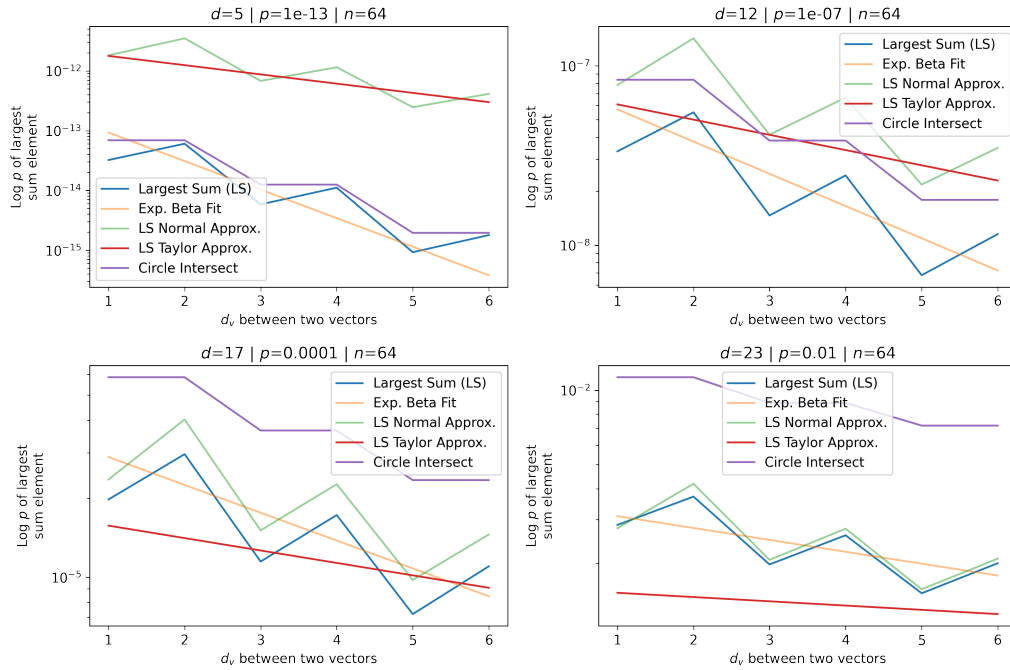 d=5 | p=1e-13 | n=64
10⁻¹²
10⁻¹³
10⁻¹⁴
10⁻¹⁵
Log p of largest
sum element
Largest Sum (LS)
Exp. Beta Fit
LS Normal Approx.
LS Taylor Approx.
Circle Intersect
1 2 3 4 5 6
d_v between two vectors
d=12 | p=1e-07 | n=64
10⁻⁷
10⁻⁸
Log p of largest
sum element
Largest Sum (LS)
Exp. Beta Fit
LS Normal Approx.
LS Taylor Approx.
Circle Intersect
1 2 3 4 5 6
d_v between two vectors
d=17 | p=0.0001 | n=64
10⁻⁵
Log p of largest
sum element
Largest Sum (LS)
Exp. Beta Fit
LS Normal Approx.
LS Taylor Approx.
Circle Intersect
1 2 3 4 5 6
d_v between two vectors
d=23 | p=0.01 | n=64
10⁻²
Log p of largest
sum element
Largest Sum (LS)
Exp. Beta Fit
LS Normal Approx.
LS Taylor Approx.
Circle Intersect
1 2 3 4 5 6
d_v between two vectors